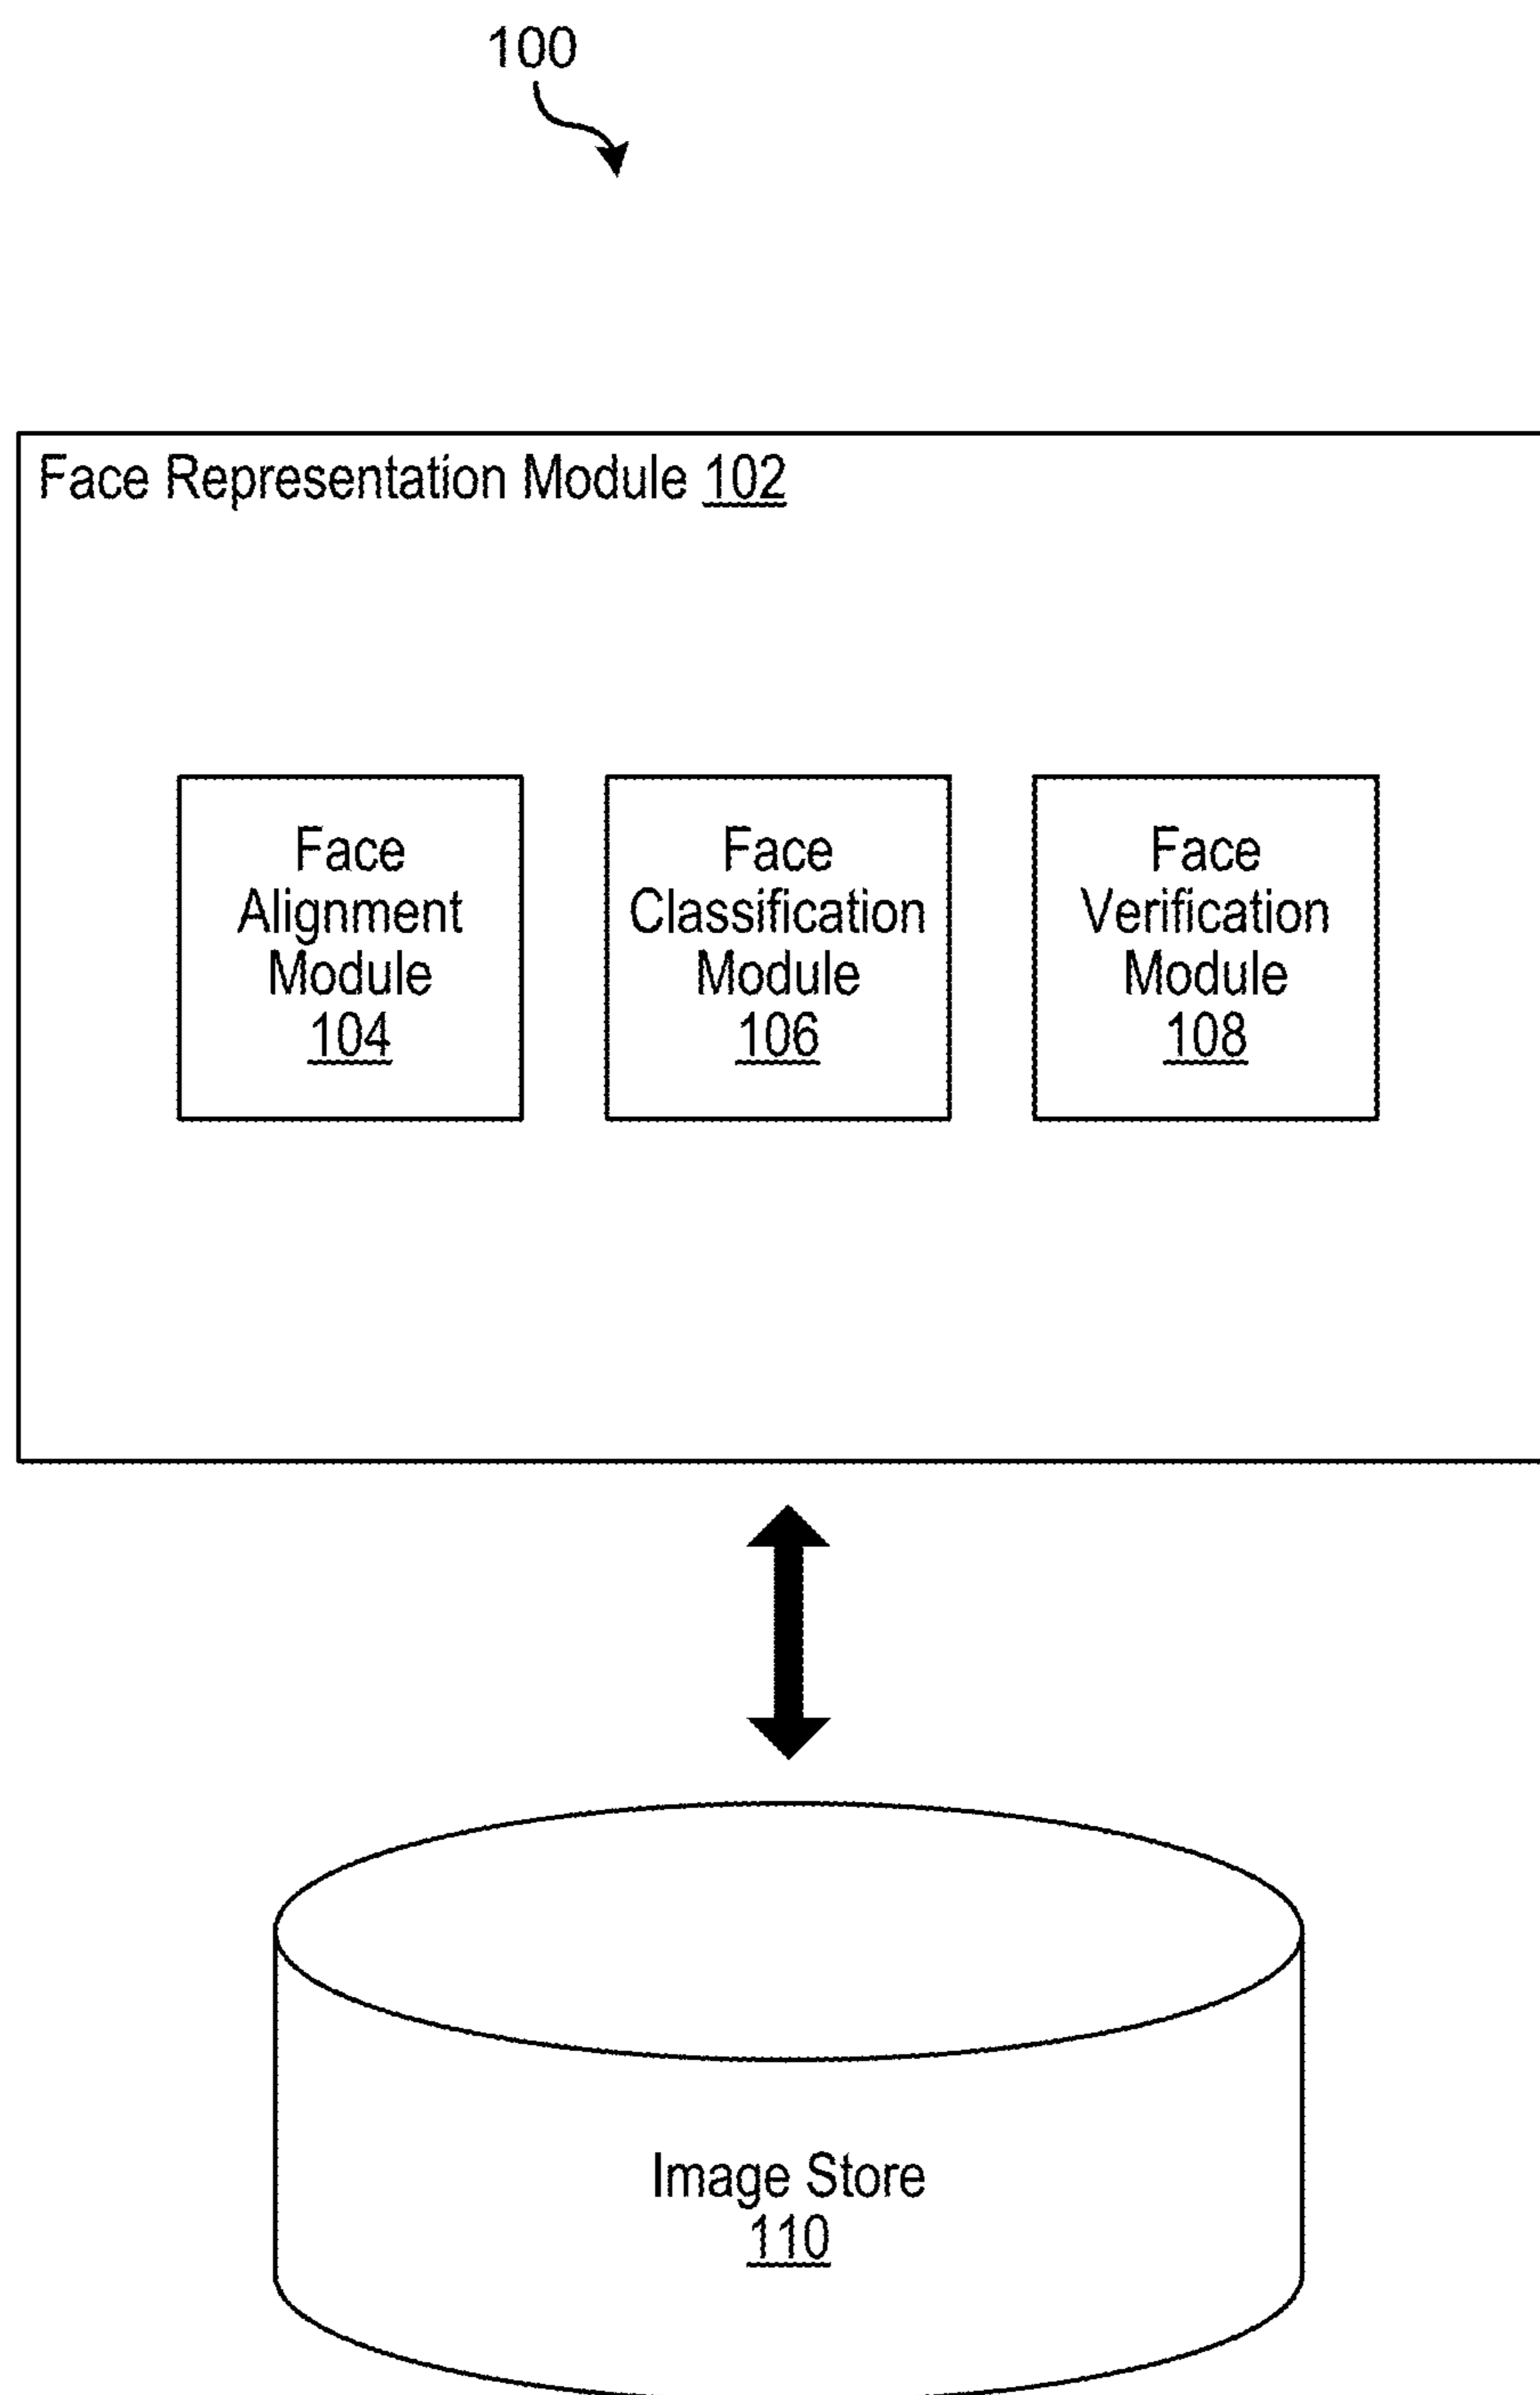 100
Face Representation Module 102
Face
Alignment
Module
104
Face
Classification
Module
106
Face
Verification
Module
108
Image Store
110